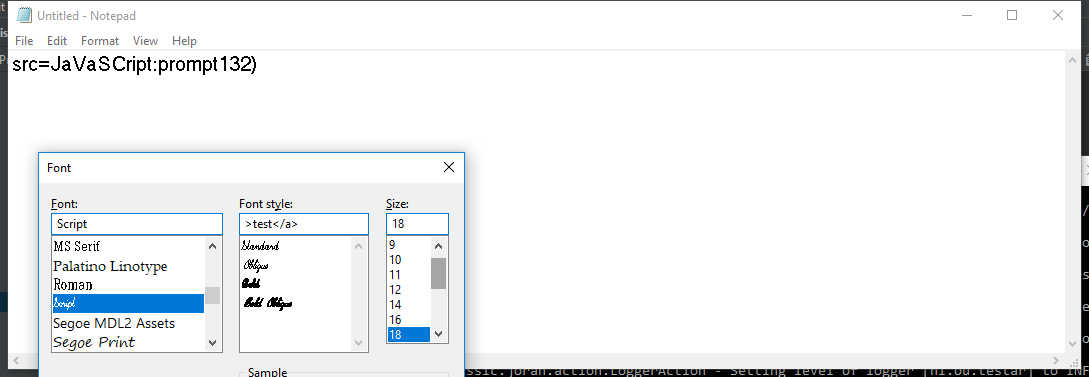 Untitled - Notepad
File Edit Format View Help
src=JaVaSCript:prompt132)
Font
Font: Font style: Size:
Script >test</a> 18
MS Serif
Palatino Linotype
Roman
Script
Segoe MDL2 Assets
Segoe Print
Standard
Oblique
Bold
Bold Oblique
9
10
11
12
14
16
18
Sample
ssic.joran.action.LoggerAction - Setting level of logger [nl.ou.testar] to INF